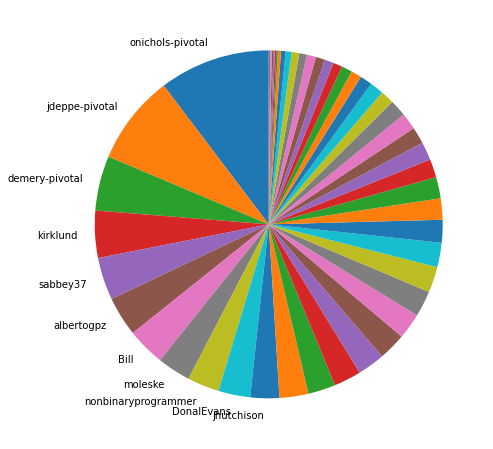 onichols-pivotal
jdeppe-pivotal
demery-pivotal
kirklund
sabbey37
albertogpz
Bill
moleske
nonbinaryprogrammer
DonalEvans
jhutchison